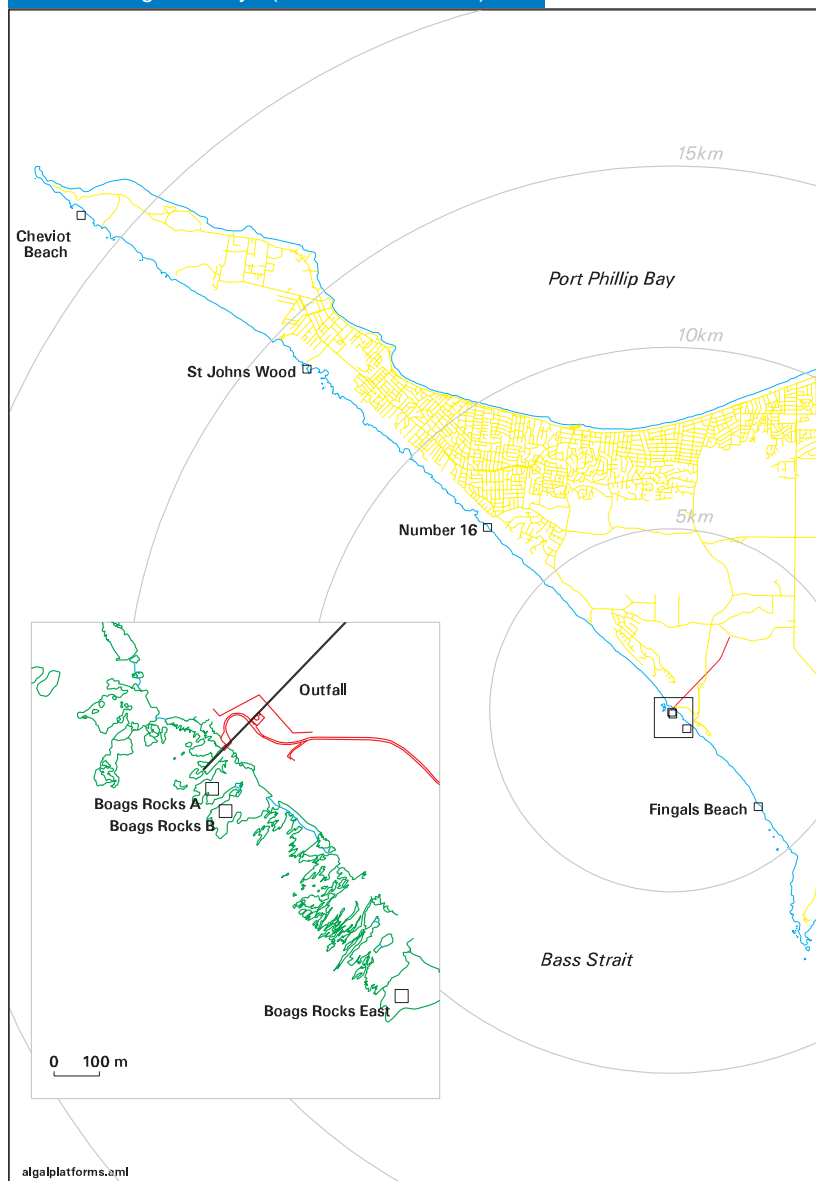 15km
Cheviot
Beach
Port Phillip Bay
10km
St Johns Wood
5km
Number 16
Outfall
Boags Rocks A
Boags Rocks B
Fingals Beach
Bass Strait
Boags Rocks East
0 100 m
algalplatforms.aml